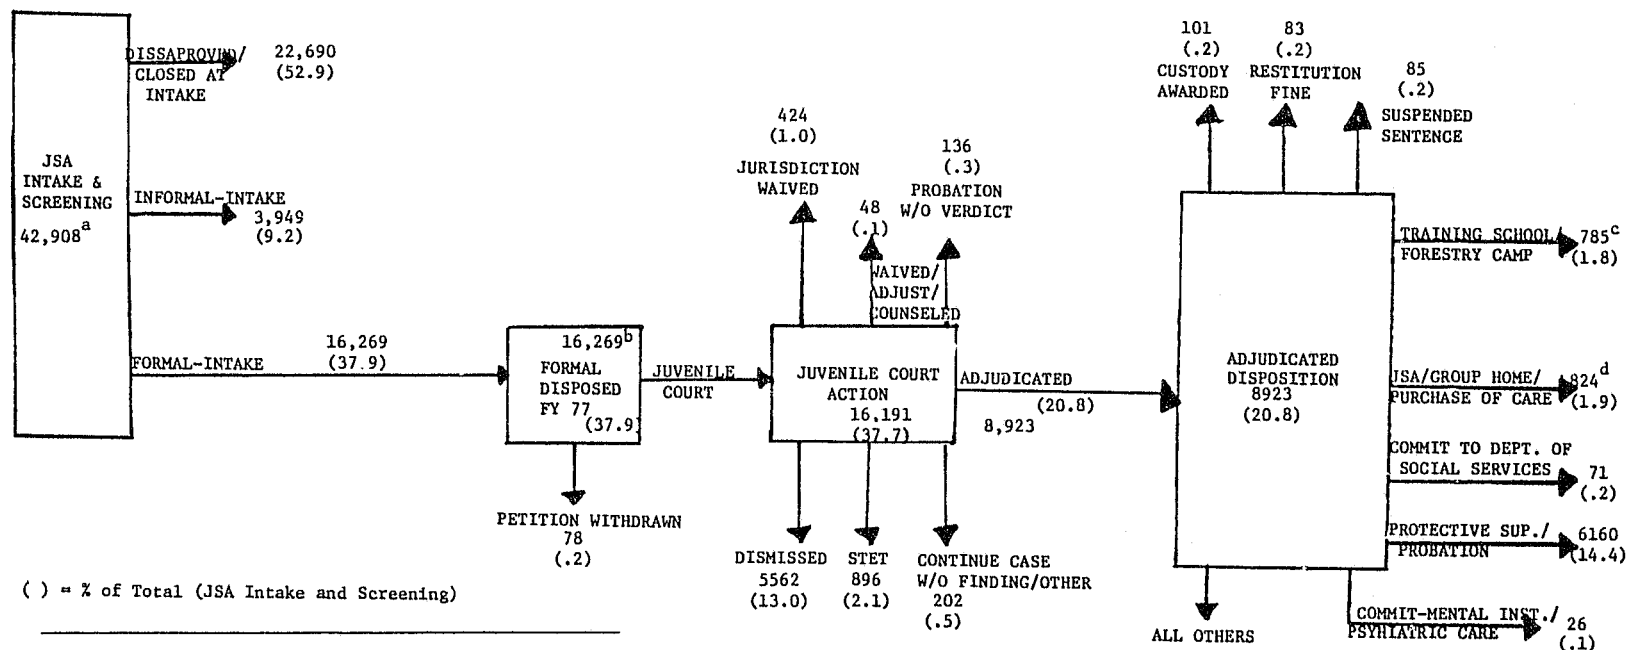 JSA
INTAKE &
SCREENING
42,908a
DISSAPROVED/
CLOSED AT
INTAKE
22,690
(52.9)
INFORMAL-INTAKE
3,949
(9.2)
FORMAL-INTAKE
16,269
(37.9)
16,269b
FORMAL
DISPOSED
FY 77
(37.9)
PETITION WITHDRAWN
78
(.2)
JUVENILE
COURT
424
(1.0)
JURISDICTION
WAIVED
48
(.1)
WAIVED/
ADJUST/
COUNSELED
136
(.3)
PROBATION
W/O VERDICT
JUVENILE COURT
ACTION
16,191
(37.7)
DISMISSED
5562
(13.0)
STET
896
(2.1)
CONTINUE CASE
W/O FINDING/OTHER
202
(.5)
ADJUDICATED
(20.8)
8,923
101
(.2)
CUSTODY
AWARDED
83
(.2)
RESTITUTION
FINE
85
(.2)
SUSPENDED
SENTENCE
ADJUDICATED
DISPOSITION
8923
(20.8)
TRAINING SCHOOL/
FORESTRY CAMP
785c
(1.8)
JSA/GROUP HOME/
PURCHASE OF CARE
824d
(1.9)
COMMIT TO DEPT. OF
SOCIAL SERVICES
71
(.2)
PROTECTIVE SUP./
PROBATION
6160
(14.4)
COMMIT-MENTAL INST./
PSYHIATRIC CARE
26
(.1)
ALL OTHERS
( ) = % of Total (JSA Intake and Screening)